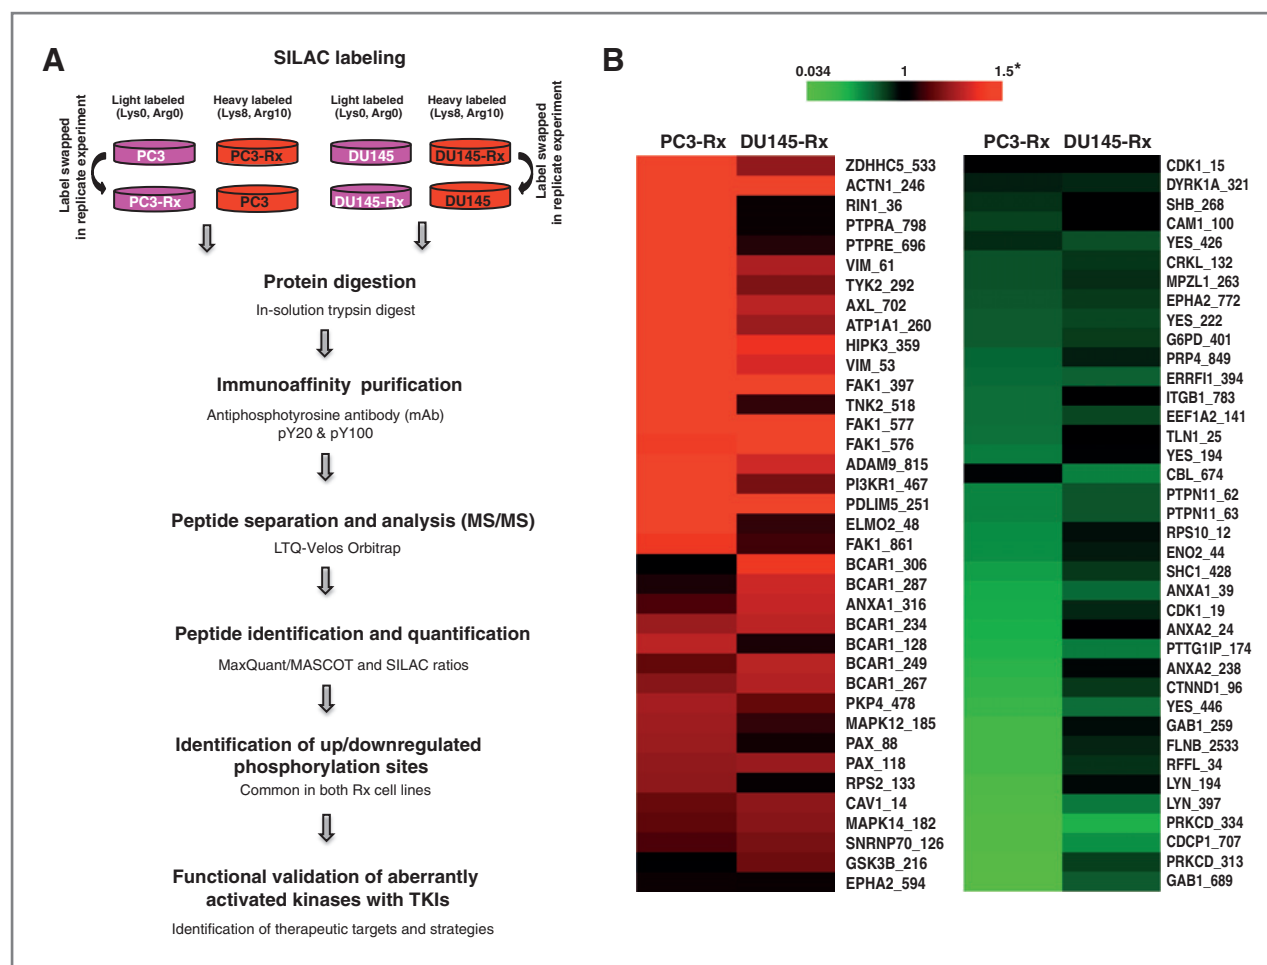 A
SILAC labeling
Light labeled
(Lys0, Arg0)
Heavy labeled
(Lys8, Arg10)
Light labeled
(Lys0, Arg0)
Heavy labeled
(Lys8, Arg10)
Label swapped
in replicate experiment
PC3
PC3-Rx
DU145
DU145-Rx
PC3-Rx
PC3
DU145-Rx
DU145
Label swapped
in replicate experiment
Protein digestion
In-solution trypsin digest
Immunoaffinity purification
Antiphosphotyrosine antibody (mAb)
pY20 & pY100
Peptide separation and analysis (MS/MS)
LTQ-Velos Orbitrap
Peptide identification and quantification
MaxQuant/MASCOT and SILAC ratios
Identification of up/downregulated
phosphorylation sites
Common in both Rx cell lines
Functional validation of aberrantly
activated kinases with TKIs
Identification of therapeutic targets and strategies
B
0.034 1 1.5*
PC3-Rx DU145-Rx
ZDHHC5_533
ACTN1_246
RIN1_36
PTPRA_798
PTPRE_696
VIM_61
TYK2_292
AXL_702
ATP1A1_260
HIPK3_359
VIM_53
FAK1_397
TNK2_518
FAK1_577
FAK1_576
ADAM9_815
PI3KR1_467
PDLIM5_251
ELMO2_48
FAK1_861
BCAR1_306
BCAR1_287
ANXA1_316
BCAR1_234
BCAR1_128
BCAR1_249
BCAR1_267
PKP4_478
MAPK12_185
PAX_88
PAX_118
RPS2_133
CAV1_14
MAPK14_182
SNRNP70_126
GSK3B_216
EPHA2_594
PC3-Rx DU145-Rx
CDK1_15
DYRK1A_321
SHB_268
CAM1_100
YES_426
CRKL_132
MPZL1_263
EPHA2_772
YES_222
G6PD_401
PRP4_849
ERRFI1_394
ITGB1_783
EEF1A2_141
TLN1_25
YES_194
CBL_674
PTPN11_62
PTPN11_63
RPS10_12
ENO2_44
SHC1_428
ANXA1_39
CDK1_19
ANXA2_24
PTTG1IP_174
ANXA2_238
CTNND1_96
YES_446
GAB1_259
FLNB_2533
RFFL_34
LYN_194
LYN_397
PRKCD_334
CDCP1_707
PRKCD_313
GAB1_689